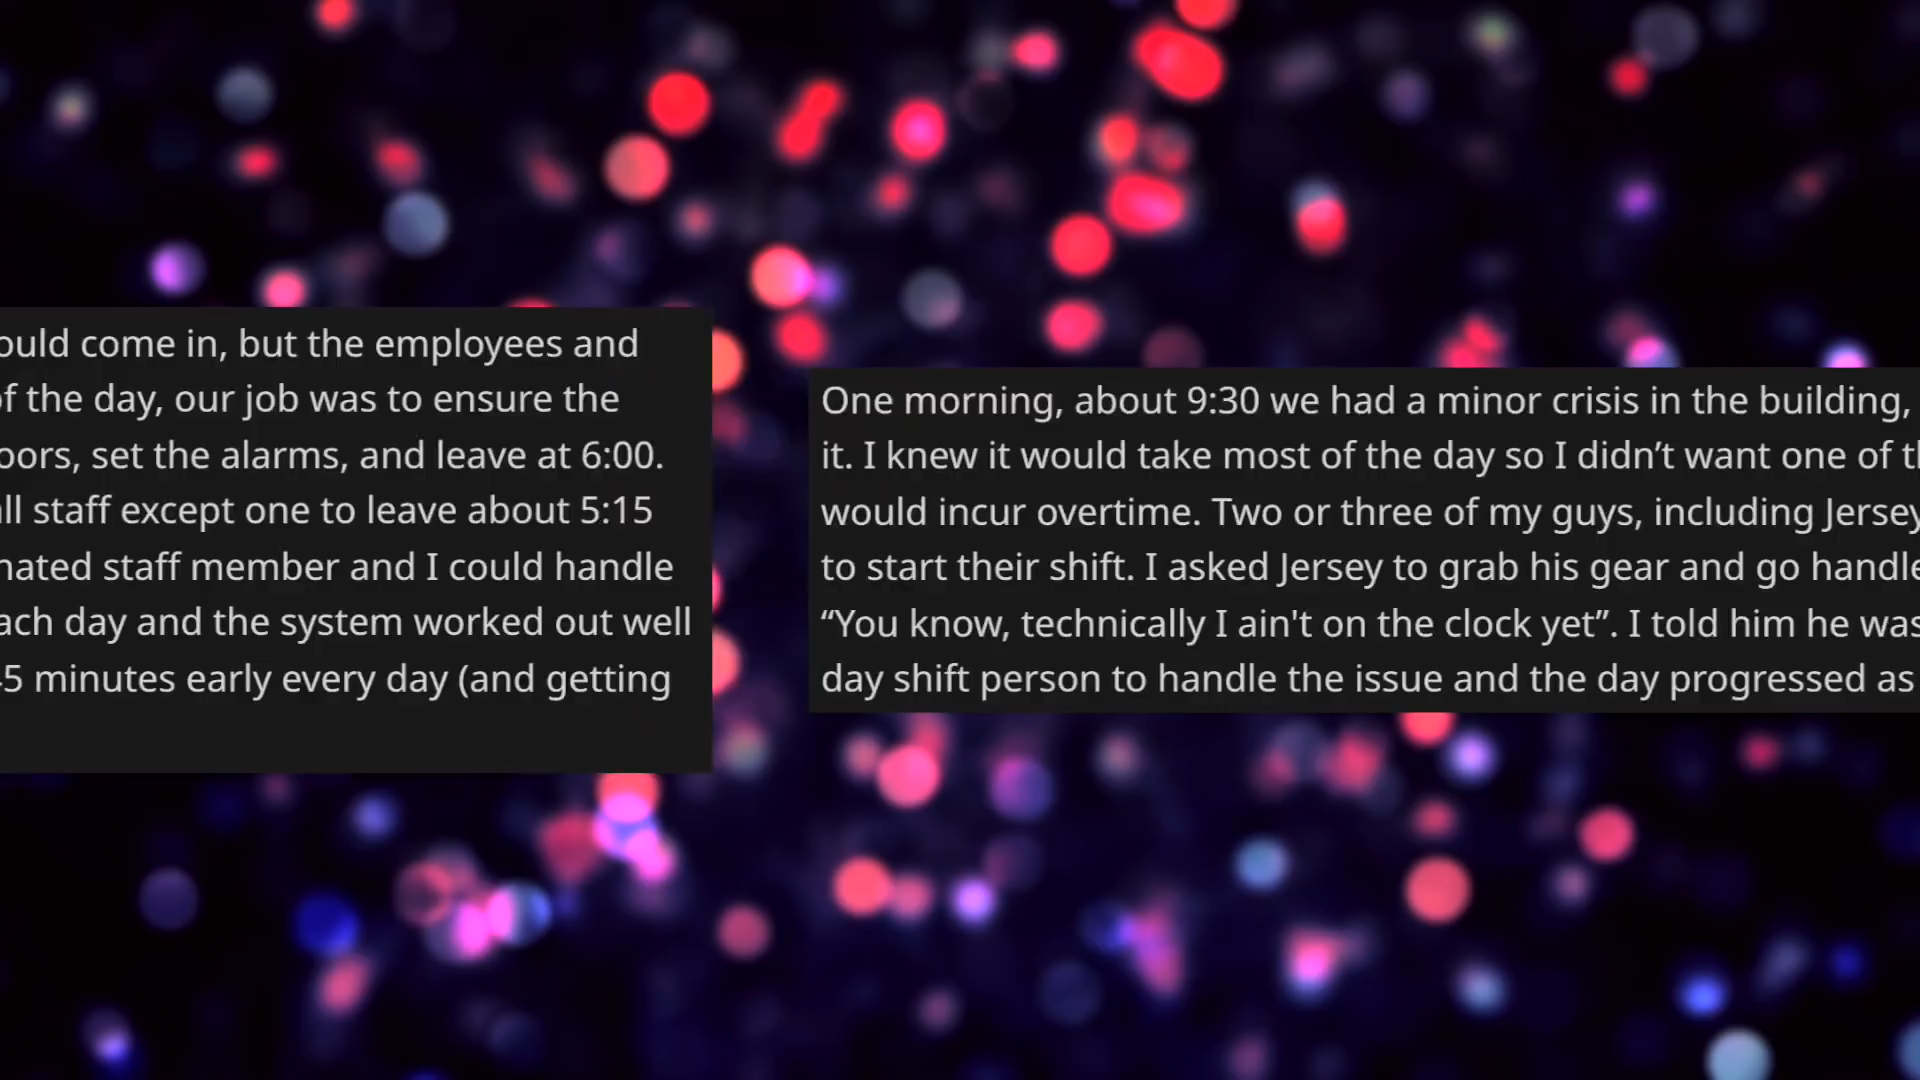 ould come in, but the employees and
of the day, our job was to ensure the
oors, set the alarms, and leave at 6:00.
all staff except one to leave about 5:15
nated staff member and I could handle
ach day and the system worked out well
45 minutes early every day (and getting
One morning, about 9:30 we had a minor crisis in the building,
it. I knew it would take most of the day so I didn’t want one of
would incur overtime. Two or three of my guys, including Jersey
to start their shift. I asked Jersey to grab his gear and go handle
“You know, technically I ain't on the clock yet”. I told him he was
day shift person to handle the issue and the day progressed as